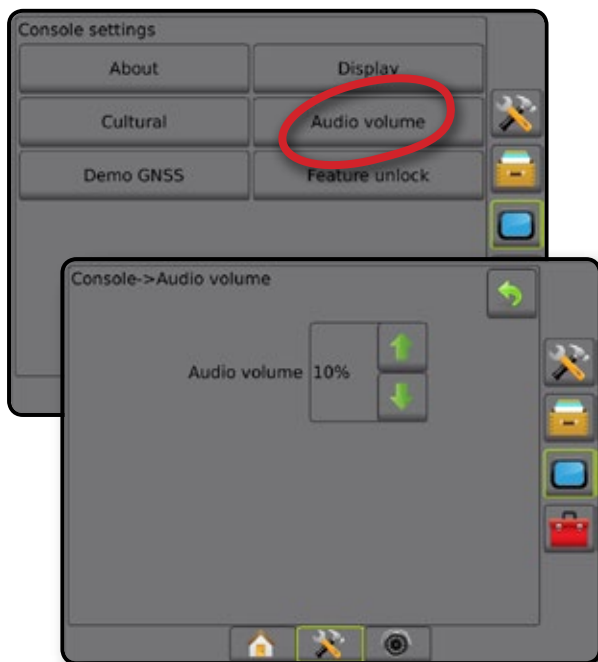 Console settings
About
Display
Cultural
Audio volume
Demo GNSS
Feature unlock
Console->Audio volume
Audio volume 10%